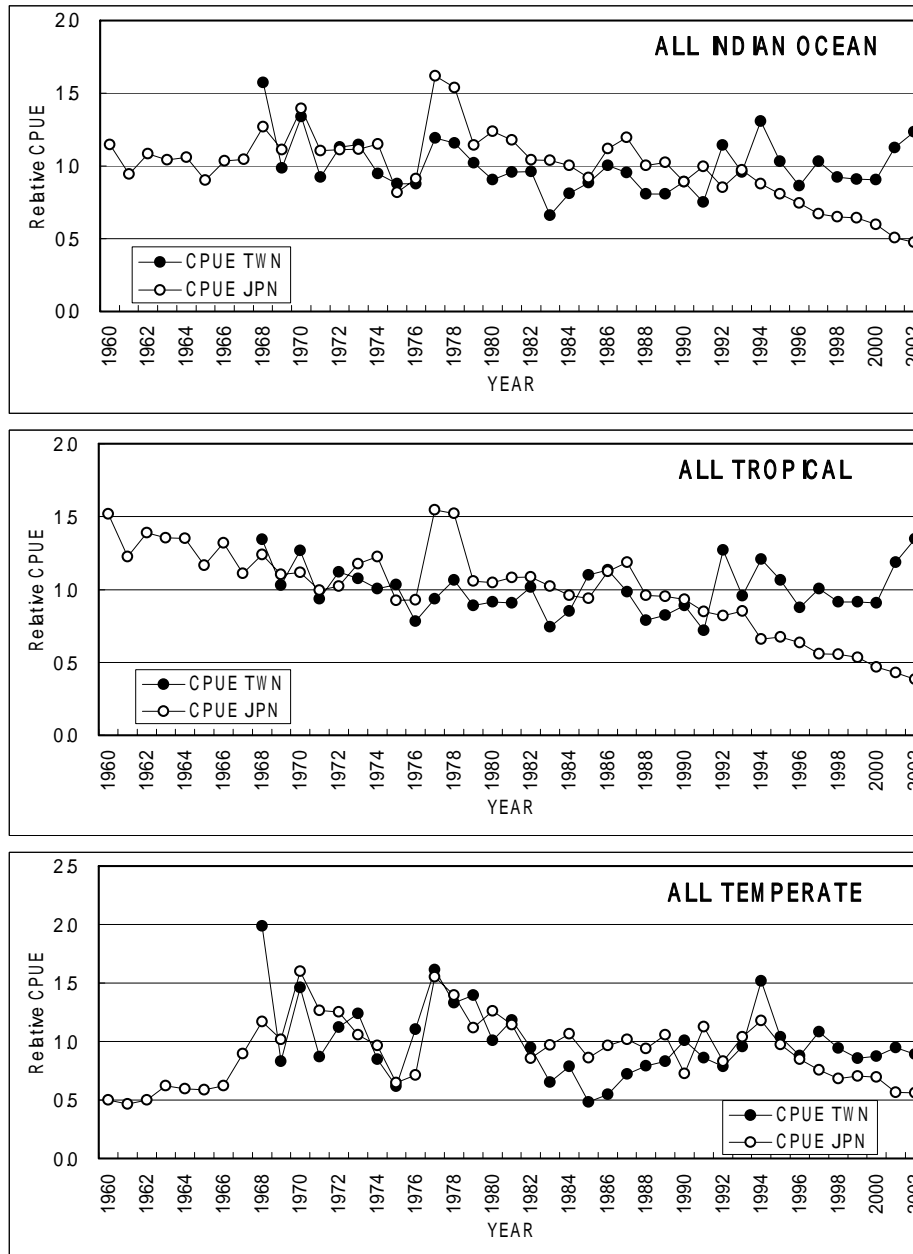 ALL INDIAN OCEAN
2.0
1.5
1.0
0.5
0.0
Relative CPUE
CPUE TWN
CPUE JPN
1960 1962 1964 1966 1968 1970 1972 1974 1976 1978 1980 1982 1984 1986 1988 1990 1992 1994 1996 1998 2000 2002
YEAR
ALL TROPICAL
2.0
1.5
1.0
0.5
0.0
Relative CPUE
CPUE TWN
CPUE JPN
1960 1962 1964 1966 1968 1970 1972 1974 1976 1978 1980 1982 1984 1986 1988 1990 1992 1994 1996 1998 2000 2002
YEAR
ALL TEMPERATE
2.5
2.0
1.5
1.0
0.5
0.0
Relative CPUE
CPUE TWN
CPUE JPN
1960 1962 1964 1966 1968 1970 1972 1974 1976 1978 1980 1982 1984 1986 1988 1990 1992 1994 1996 1998 2000 2002
YEAR